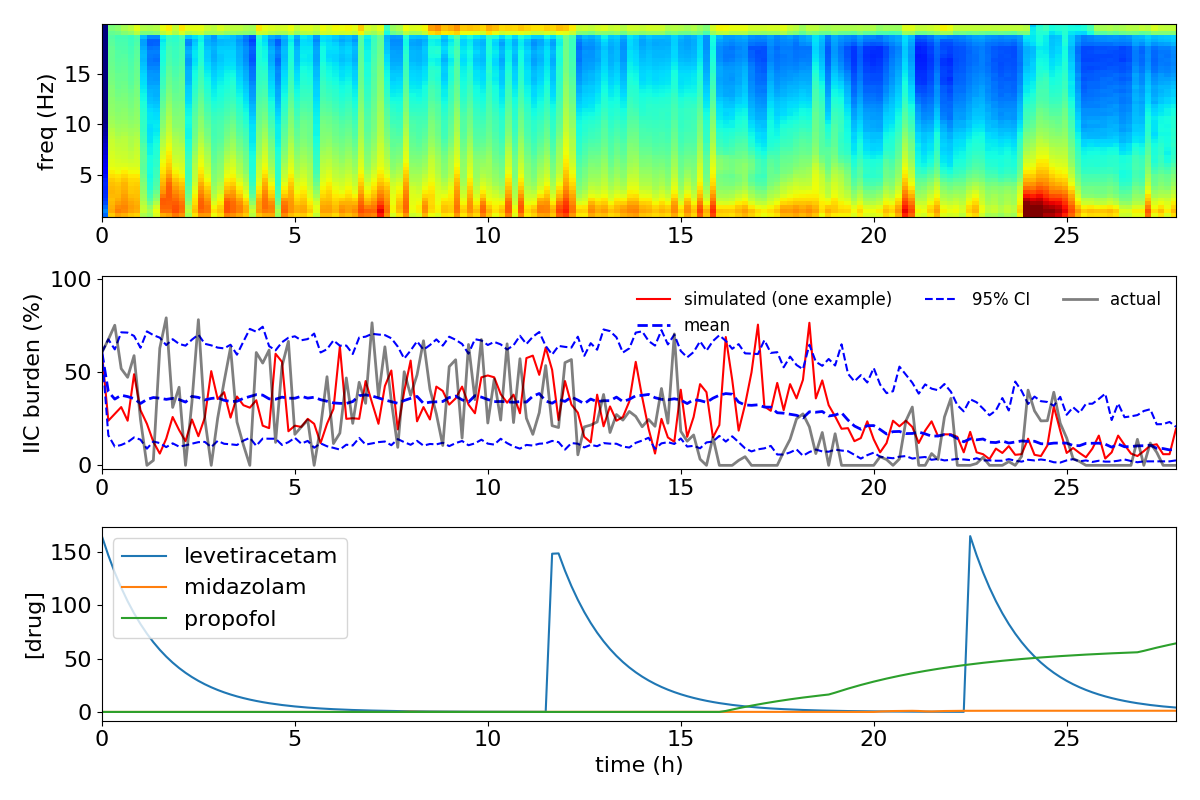 freq (Hz)
15
10
5
0 5 10 15 20 25
IIC burden (%)
100
50
0
simulated (one example)
mean
95% CI
actual
0 5 10 15 20 25
[drug]
150
100
50
0
levetiracetam
midazolam
propofol
0 5 10 15 20 25
time (h)